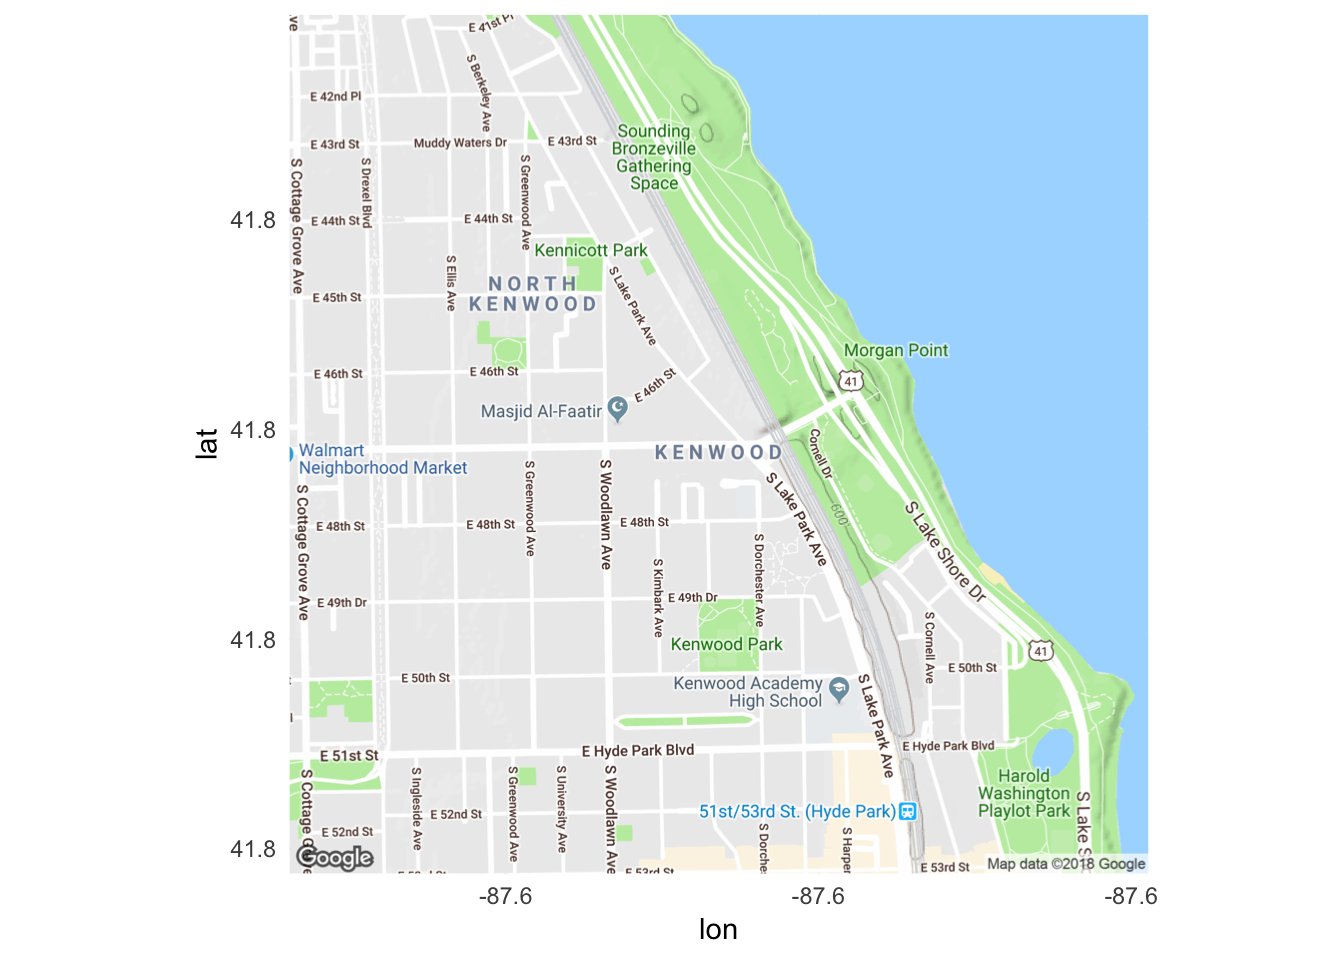 ve
E 41st Pl
S Berkeley Ave
E 42nd Pl
E 43rd St
Muddy Waters Dr
E 43rd St
Sounding
Bronzeville
Gathering
Space
S Cottage Grove Ave
S Drexel Blvd
S Greenwood Ave
41.8
E 44th St
E 44th St
Kennicott Park
S Ellis Ave
S Lake Park Ave
NORTH
KENWOOD
E 45th St
Morgan Point
E 46th St
E 46th St
E 46th St
41
Masjid Al-Faatir
41.8
lat
Walmart
Neighborhood Market
KENWOOD
Cornell Dr
S Cottage Grove Ave
S Greenwood Ave
S Woodlawn Ave
S Lake Park Ave
600'
S Lake Shore Dr
E 48th St
E 48th St
E 48th St
S Kimbark Ave
S Dorchester Ave
E 49th Dr
E 49th Dr
S Cornell Ave
41.8
Kenwood Park
41
E 50th St
E 50th St
Kenwood Academy
High School
S Lake Park Ave
E 51st St
E Hyde Park Blvd
E Hyde Park Blvd
S Cottage G
S Ingleside Ave
S Greenwood Ave
S University Ave
S Woodlawn Ave
Harold
Washington
Playlot Park
S Lake S
51st/53rd St. (Hyde Park)
E 52nd St
E 52nd St
S Dorches
S Harper
41.8
Google
E 53rd St
E 53rd St
Map data ©2018 Google
-87.6
-87.6
-87.6
lon